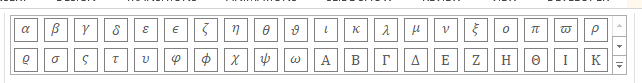 α β γ δ ε ϵ ζ η θ ϑ ι κ λ μ ν ξ ο π ϖ ρ
ϱ σ ς τ υ φ ϕ χ ψ ω Α Β Γ Δ Ε Ζ Η Θ Ι Κ